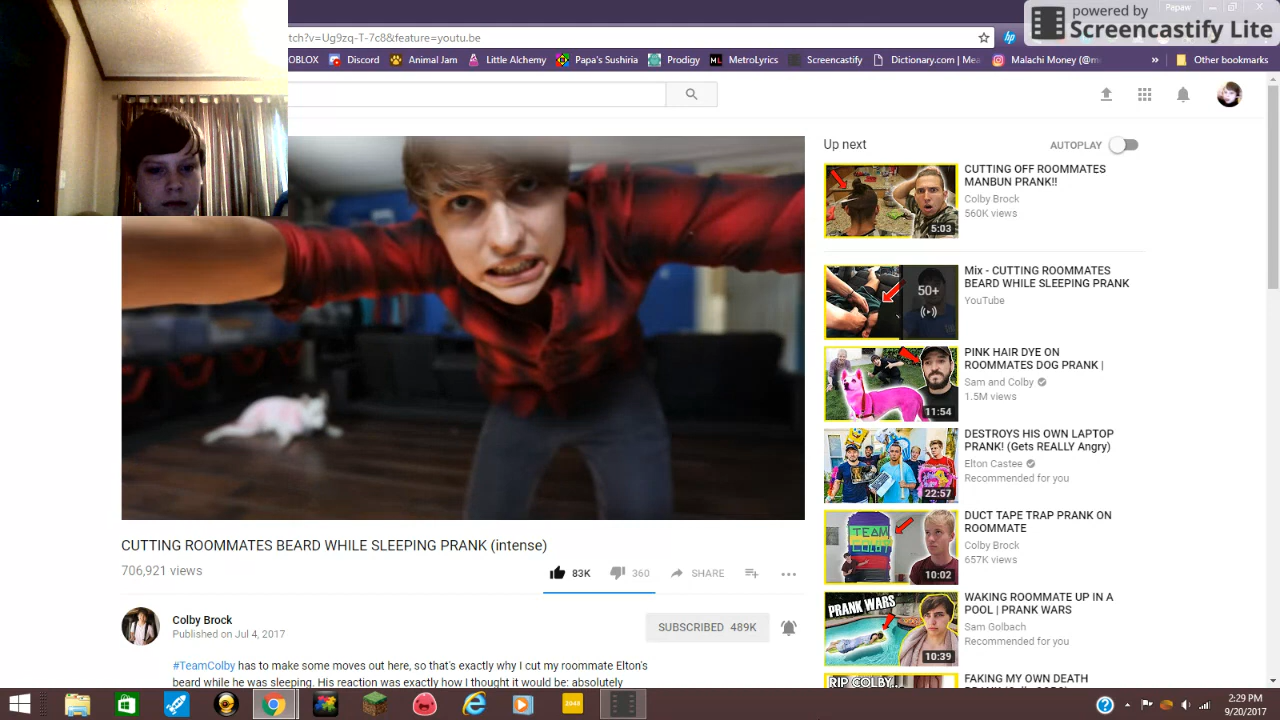 powered by
Screencastify Lite
tch?v=Ug9zq-T-7c8&feature=youtu.be
OBLOX Discord Animal Jam Little Alchemy Papa's Sushiria Prodigy MetroLyrics Screencastify Dictionary.com | Mea Malachi Money (@m » Other bookmarks
Up next AUTOPLAY
CUTTING OFF ROOMMATES
MANBUN PRANK!!
Colby Brock
560K views
5:03
Mix - CUTTING ROOMMATES
BEARD WHILE SLEEPING PRANK
YouTube
50+
PINK HAIR DYE ON
ROOMMATES DOG PRANK |
Sam and Colby
1.5M views
11:54
DESTROYS HIS OWN LAPTOP
PRANK! (Gets REALLY Angry)
Elton Castee
Recommended for you
22:57
DUCT TAPE TRAP PRANK ON
ROOMMATE
Colby Brock
657K views
TEAM
COLBY
10:02
WAKING ROOMMATE UP IN A
POOL | PRANK WARS
Sam Golbach
Recommended for you
PRANK WARS
10:39
FAKING MY OWN DEATH
RIP COLBY
CUTTING ROOMMATES BEARD WHILE SLEEPING PRANK (intense)
706,921 views
83K 360 SHARE
Colby Brock
Published on Jul 4, 2017
SUBSCRIBED 489K
#TeamColby has to make some moves out here, so that's exactly why I cut my roommate Elton's
beard while he was sleeping. His reaction was exactly how I thought it would be: absolutely
2048
2:29 PM
9/20/2017